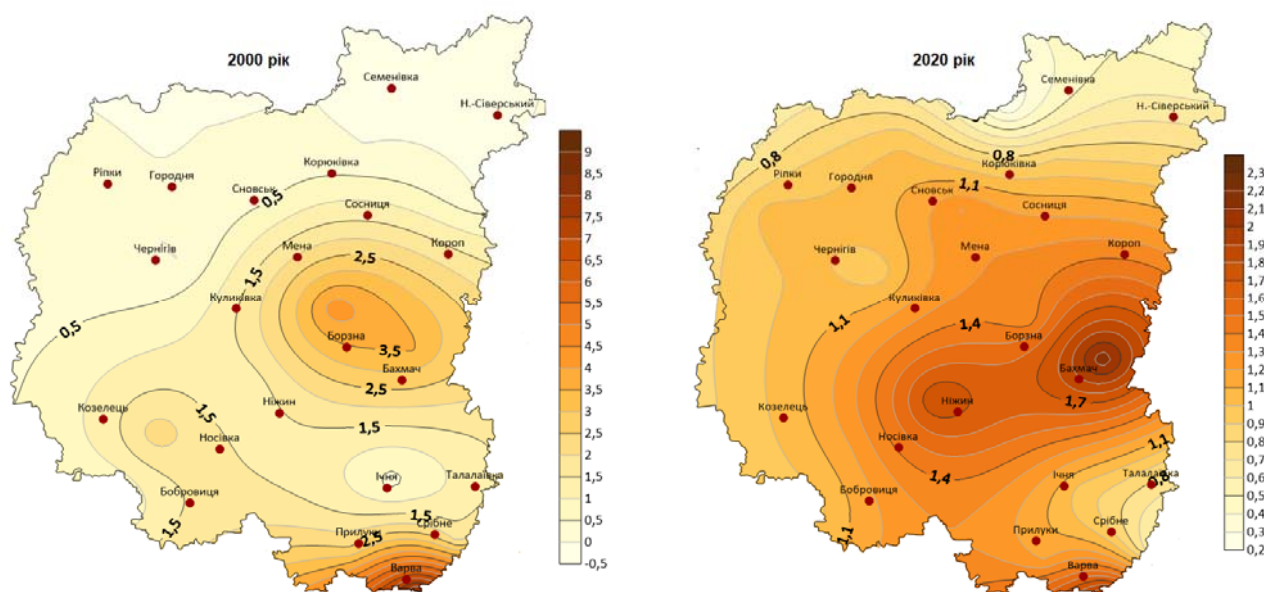 2000 рік
Семенівка
Н.-Сіверський
Ріпки
Городня
Корюківка
Сновськ
0,5
Сосниця
Чернігів
Мена
2,5
Короп
1,5
Куликівка
0,5
Борзна
3,5
Бахмач
2,5
Козелець
1,5
Ніжин
1,5
Носівка
Ічня
Талалаївка
Бобровиця
1,5
1,5
Прилуки
2,5
Срібне
Варва
9
8,5
7,5
6,5
5,5
5
4,5
3,5
2,5
1,5
1
0,5
0
-0,5
2020 рік
Семенівка
Н.-Сіверський
0,8
0,8
Корюківка
Ріпки
Городня
1,1
Сновськ
Сосниця
Чернігів
Мена
Короп
Куликівка
1,1
1,4
Борзна
Бахмач
1,7
Козелець
Ніжин
Носівка
1,4
1,1
Ічня
Талалаївка
0,8
Бобровиця
1,1
Прилуки
Срібне
Варва
2,3
2,2
2,1
2
1,9
1,8
1,7
1,6
1,5
1,4
1,3
1,2
1,1
1
0,9
0,8
0,7
0,6
0,5
0,4
0,3
0,2